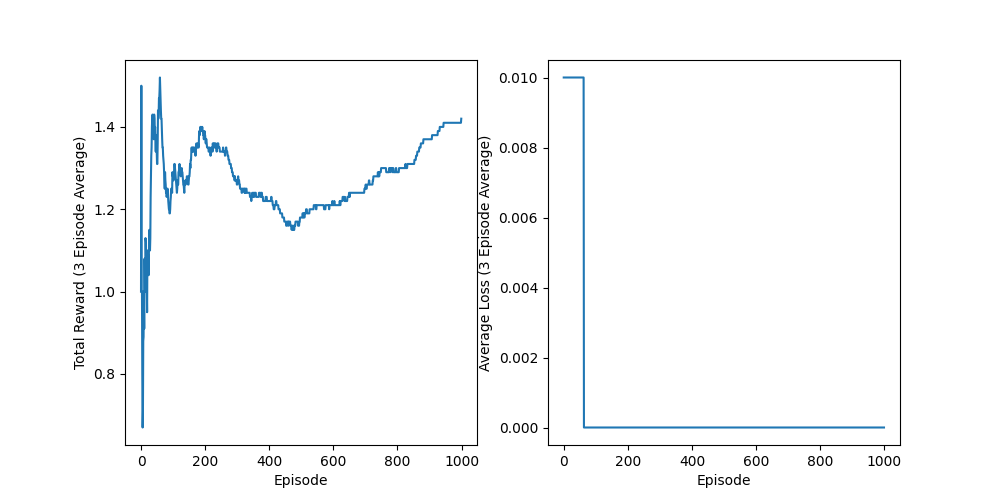 Total Reward (3 Episode Average)
1.4
1.2
1.0
0.8
0 200 400 600 800 1000
Episode
Average Loss (3 Episode Average)
0.010
0.008
0.006
0.004
0.002
0.000
0 200 400 600 800 1000
Episode